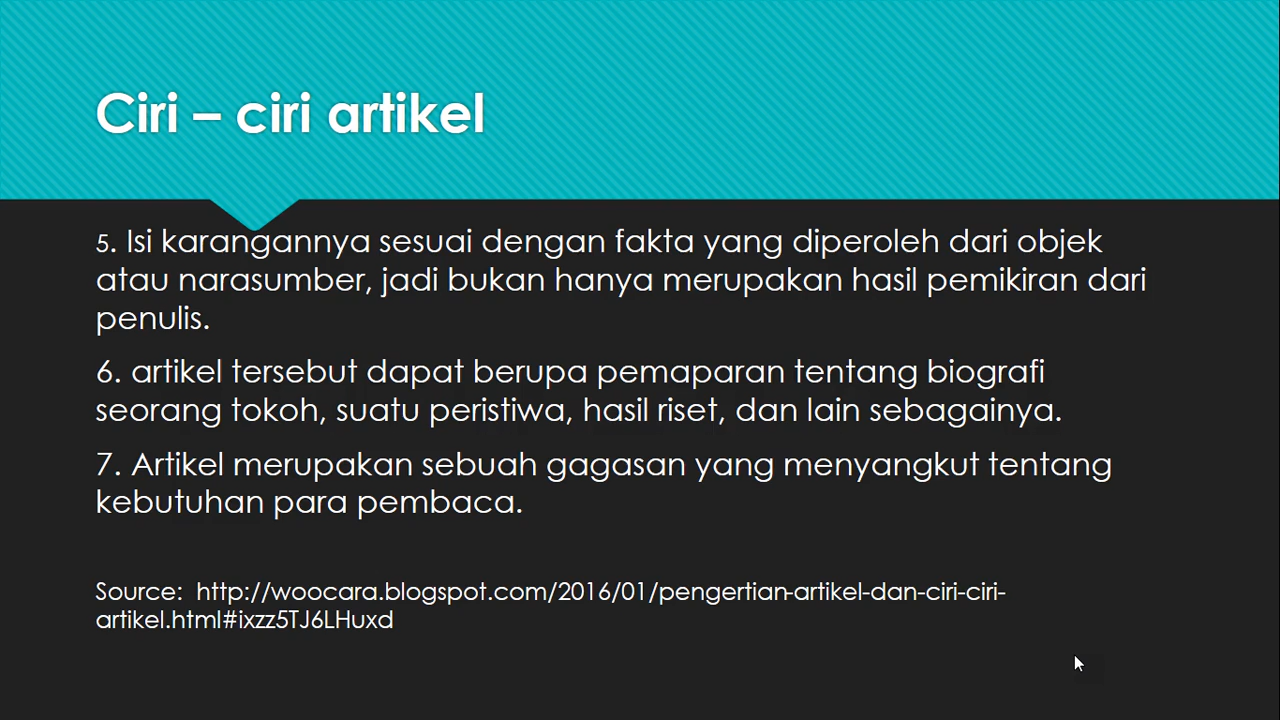 Ciri – ciri artikel
5. Isi karangannya sesuai dengan fakta yang diperoleh dari objek
atau narasumber, jadi bukan hanya merupakan hasil pemikiran dari
penulis.
6. artikel tersebut dapat berupa pemaparan tentang biografi
seorang tokoh, suatu peristiwa, hasil riset, dan lain sebagainya.
7. Artikel merupakan sebuah gagasan yang menyangkut tentang
kebutuhan para pembaca.
Source:  http://woocara.blogspot.com/2016/01/pengertian-artikel-dan-ciri-ciri-
artikel.html#ixzz5TJ6LHuxd